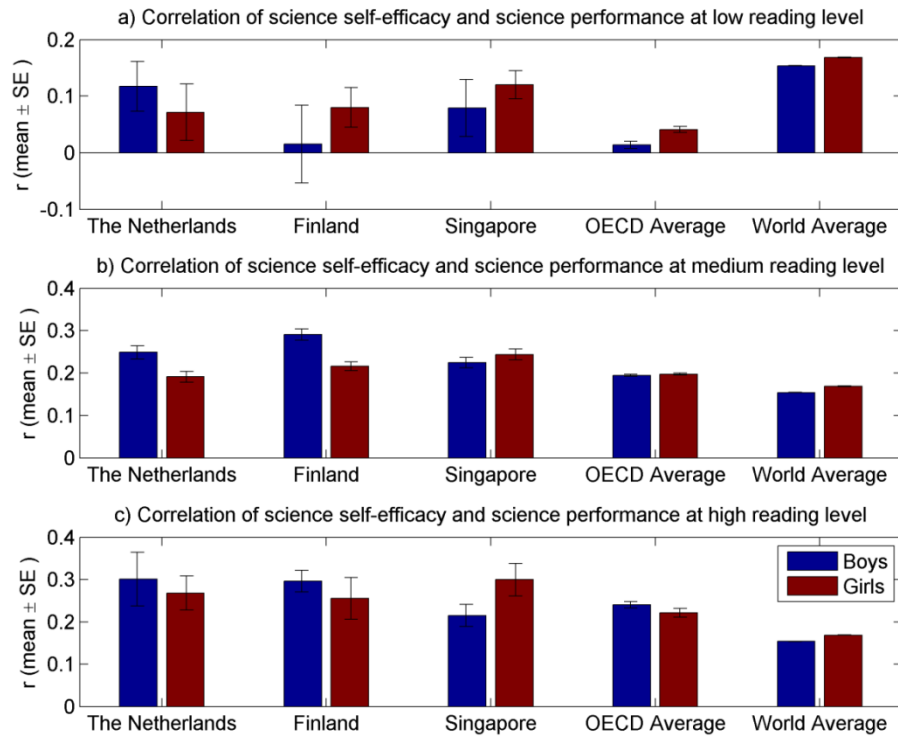 a) Correlation of science self-efficacy and science performance at low reading level
r (mean ± SE )
0.2
0.1
0
-0.1
The Netherlands Finland Singapore OECD Average World Average
b) Correlation of science self-efficacy and science performance at medium reading level
r (mean ± SE )
0.4
0.3
0.2
0.1
0
The Netherlands Finland Singapore OECD Average World Average
c) Correlation of science self-efficacy and science performance at high reading level
r (mean ± SE )
0.4
0.3
0.2
0.1
0
Boys
Girls
The Netherlands Finland Singapore OECD Average World Average